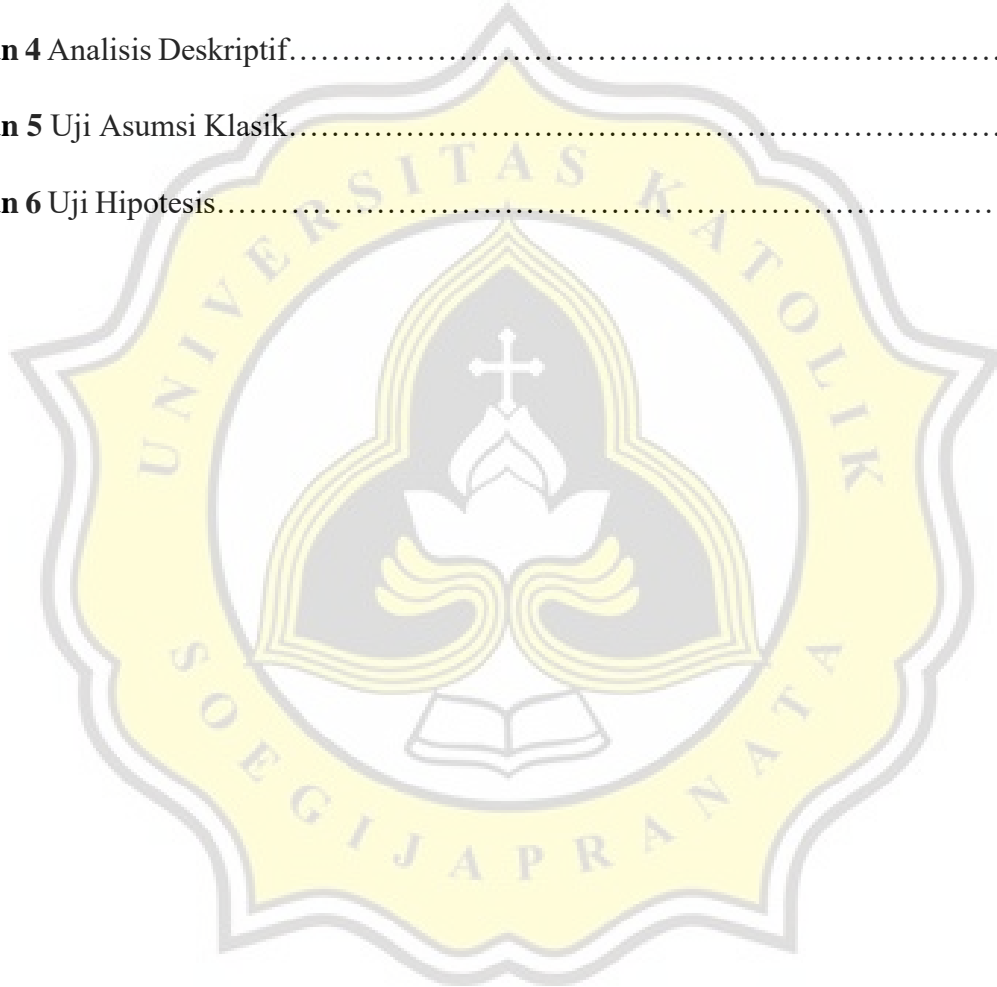 n 4 Analisis Deskriptif……………………………………………………………
n 5 Uji Asumsi Klasik……………………………………………………………
n 6 Uji Hipotesis……………………………………………………………………
UNIVERSITAS KATOLIK
SOEGIJAPRANATA